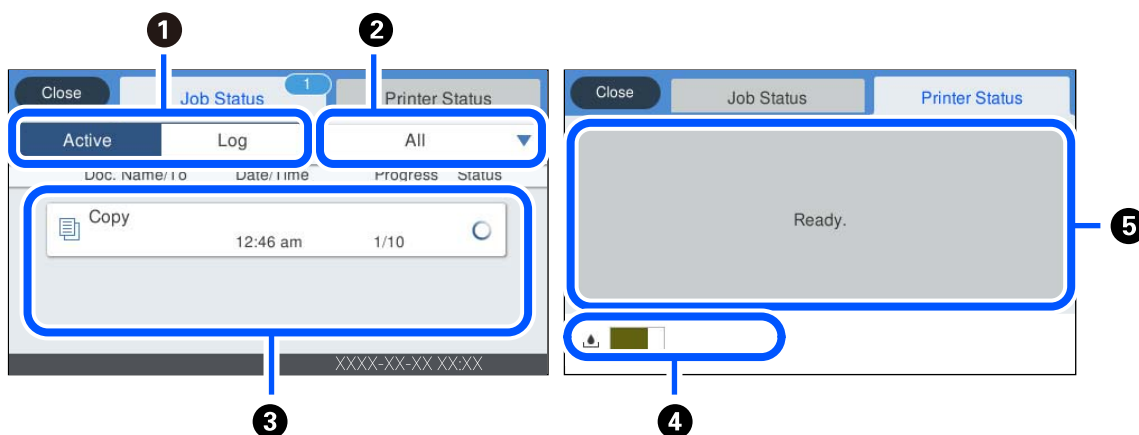 1 2
Close Job Status 1 Printer Status
Active Log All
Doc. Name/To Date/Time Progress Status
Copy
12:46 am 1/10
XXXX-XX-XX XX:XX
3
Close Job Status Printer Status
Ready.
5
4